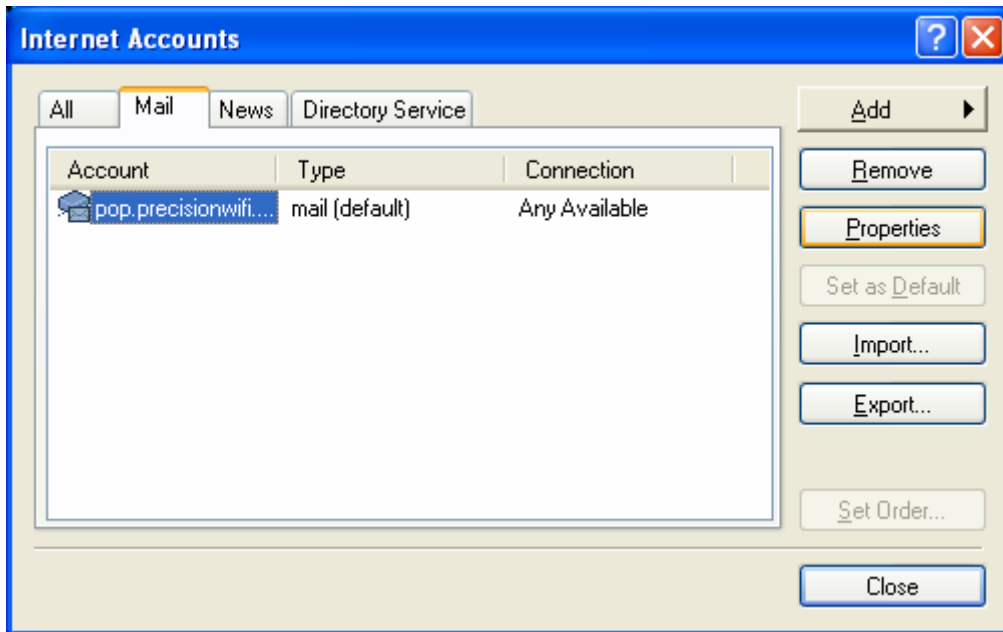 Internet Accounts
All Mail News Directory Service
Add
Account Type Connection
Remove
pop.precisionwifi.... mail (default) Any Available
Properties
Set as Default
Import...
Export...
Set Order...
Close